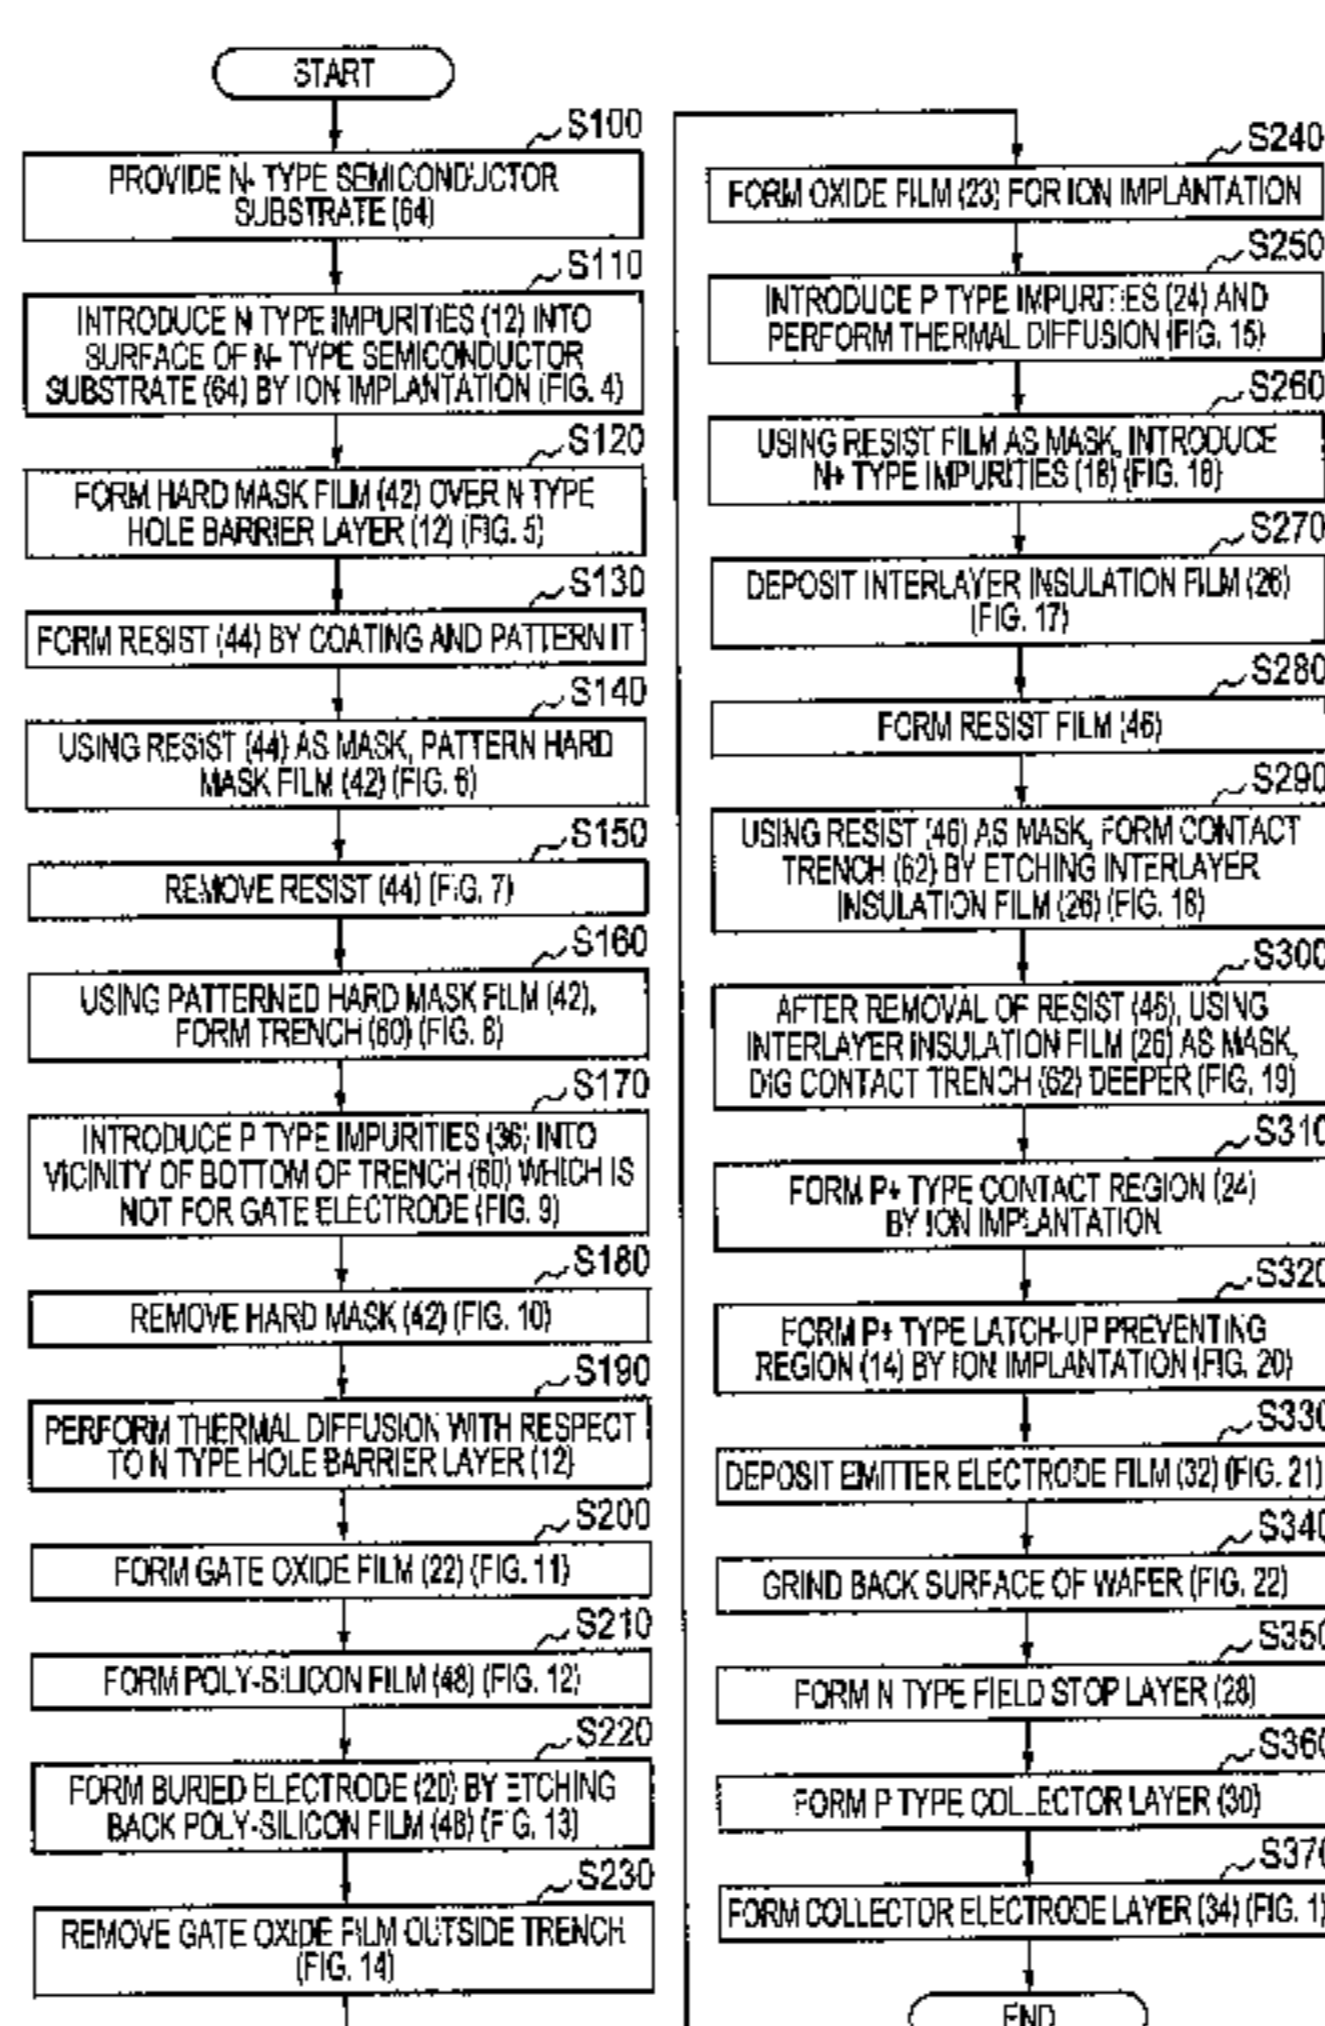 START
S100
PROVIDE N- TYPE SEMICONDUCTOR
SUBSTRATE (64)
S110
INTRODUCE N TYPE IMPURITIES (12) INTO
SURFACE OF N- TYPE SEMICONDUCTOR
SUBSTRATE (64) BY ION IMPLANTATION (FIG. 4)
S120
FORM HARD MASK FILM (42) OVER N TYPE
HOLE BARRIER LAYER (12) (FIG. 5)
S130
FORM RESIST (44) BY COATING AND PATTERN IT
S140
USING RESIST (44) AS MASK, PATTERN HARD
MASK FILM (42) (FIG. 6)
S150
REMOVE RESIST (44) (FIG. 7)
S160
USING PATTERNED HARD MASK FILM (42),
FORM TRENCH (60) (FIG. 8)
S170
INTRODUCE P TYPE IMPURITIES (36) INTO
VICINITY OF BOTTOM OF TRENCH (60) WHICH IS
NOT FOR GATE ELECTRODE (FIG. 9)
S180
REMOVE HARD MASK (42) (FIG. 10)
S190
PERFORM THERMAL DIFFUSION WITH RESPECT
TO N TYPE HOLE BARRIER LAYER (12)
S200
FORM GATE OXIDE FILM (22) (FIG. 11)
S210
FORM POLY-SILICON FILM (48) (FIG. 12)
S220
FORM BURIED ELECTRODE (20) BY ETCHING
BACK POLY-SILICON FILM (48) (FIG. 13)
S230
REMOVE GATE OXIDE FILM OUTSIDE TRENCH
(FIG. 14)
S240
FORM OXIDE FILM (23) FOR ION IMPLANTATION
S250
INTRODUCE P TYPE IMPURITIES (24) AND
PERFORM THERMAL DIFFUSION (FIG. 15)
S260
USING RESIST FILM AS MASK, INTRODUCE
N+ TYPE IMPURITIES (18) (FIG. 16)
S270
DEPOSIT INTERLAYER INSULATION FILM (26)
(FIG. 17)
S280
FORM RESIST FILM (46)
S290
USING RESIST (46) AS MASK, FORM CONTACT
TRENCH (62) BY ETCHING INTERLAYER
INSULATION FILM (26) (FIG. 18)
S300
AFTER REMOVAL OF RESIST (46), USING
INTERLAYER INSULATION FILM (26) AS MASK,
DIG CONTACT TRENCH (62) DEEPER (FIG. 19)
S310
FORM P+ TYPE CONTACT REGION (24)
BY ION IMPLANTATION
S320
FORM P+ TYPE LATCH-UP PREVENTING
REGION (14) BY ION IMPLANTATION (FIG. 20)
S330
DEPOSIT EMITTER ELECTRODE FILM (32) (FIG. 21)
S340
GRIND BACK SURFACE OF WAFER (FIG. 22)
S350
FORM N TYPE FIELD STOP LAYER (28)
S360
FORM P TYPE COLLECTOR LAYER (30)
S370
FORM COLLECTOR ELECTRODE LAYER (34) (FIG. 1)
END